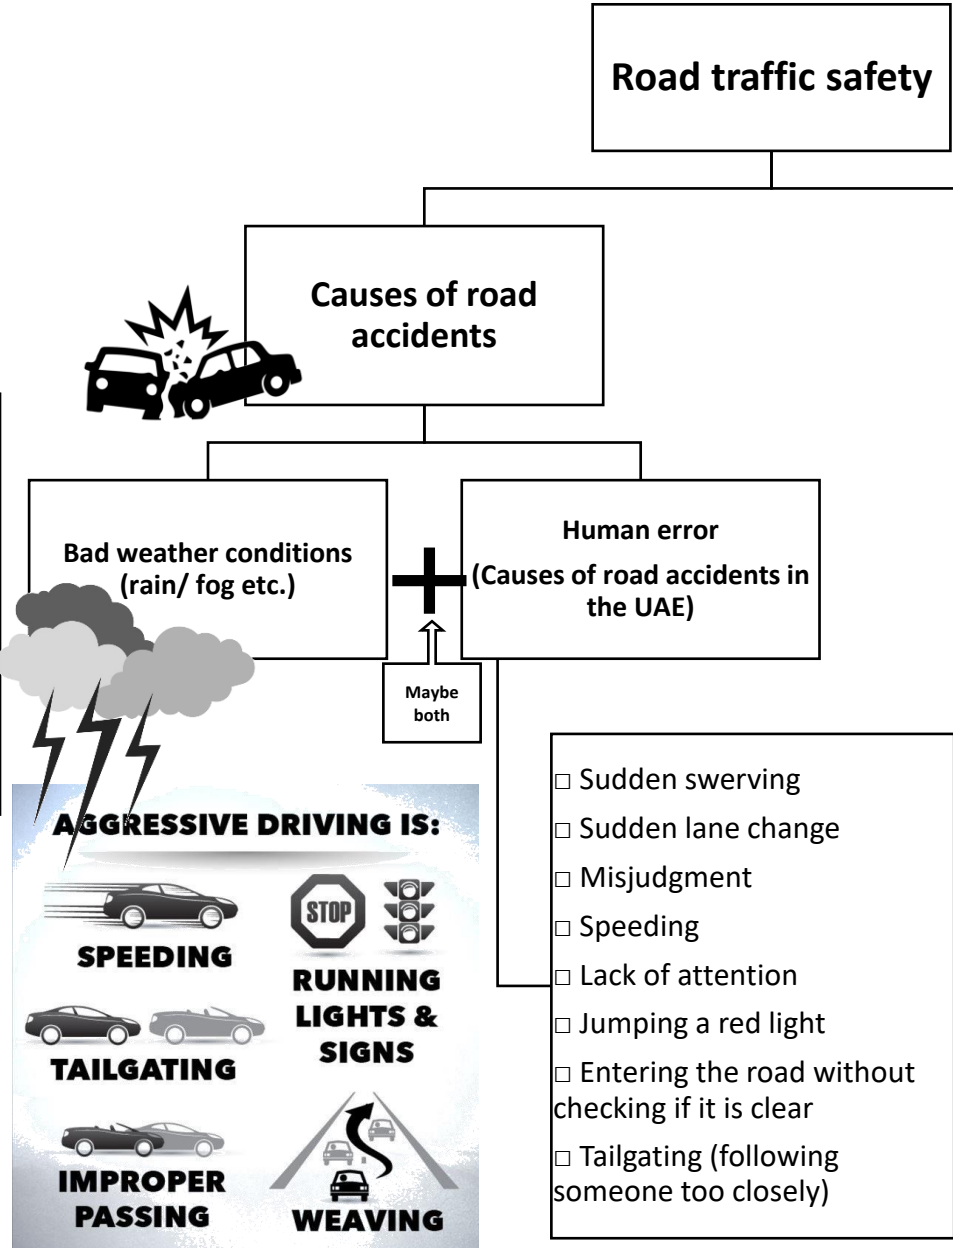 Road traffic safety
Causes of road
accidents
Bad weather conditions
(rain/ fog etc.)
Human error
(Causes of road accidents in
the UAE)
Maybe
both
AGGRESSIVE DRIVING IS:
SPEEDING
STOP
RUNNING
LIGHTS &
SIGNS
TAILGATING
IMPROPER
PASSING
WEAVING
□ Sudden swerving
□ Sudden lane change
□ Misjudgment
□ Speeding
□ Lack of attention
□ Jumping a red light
□ Entering the road without
checking if it is clear
□ Tailgating (following
someone too closely)